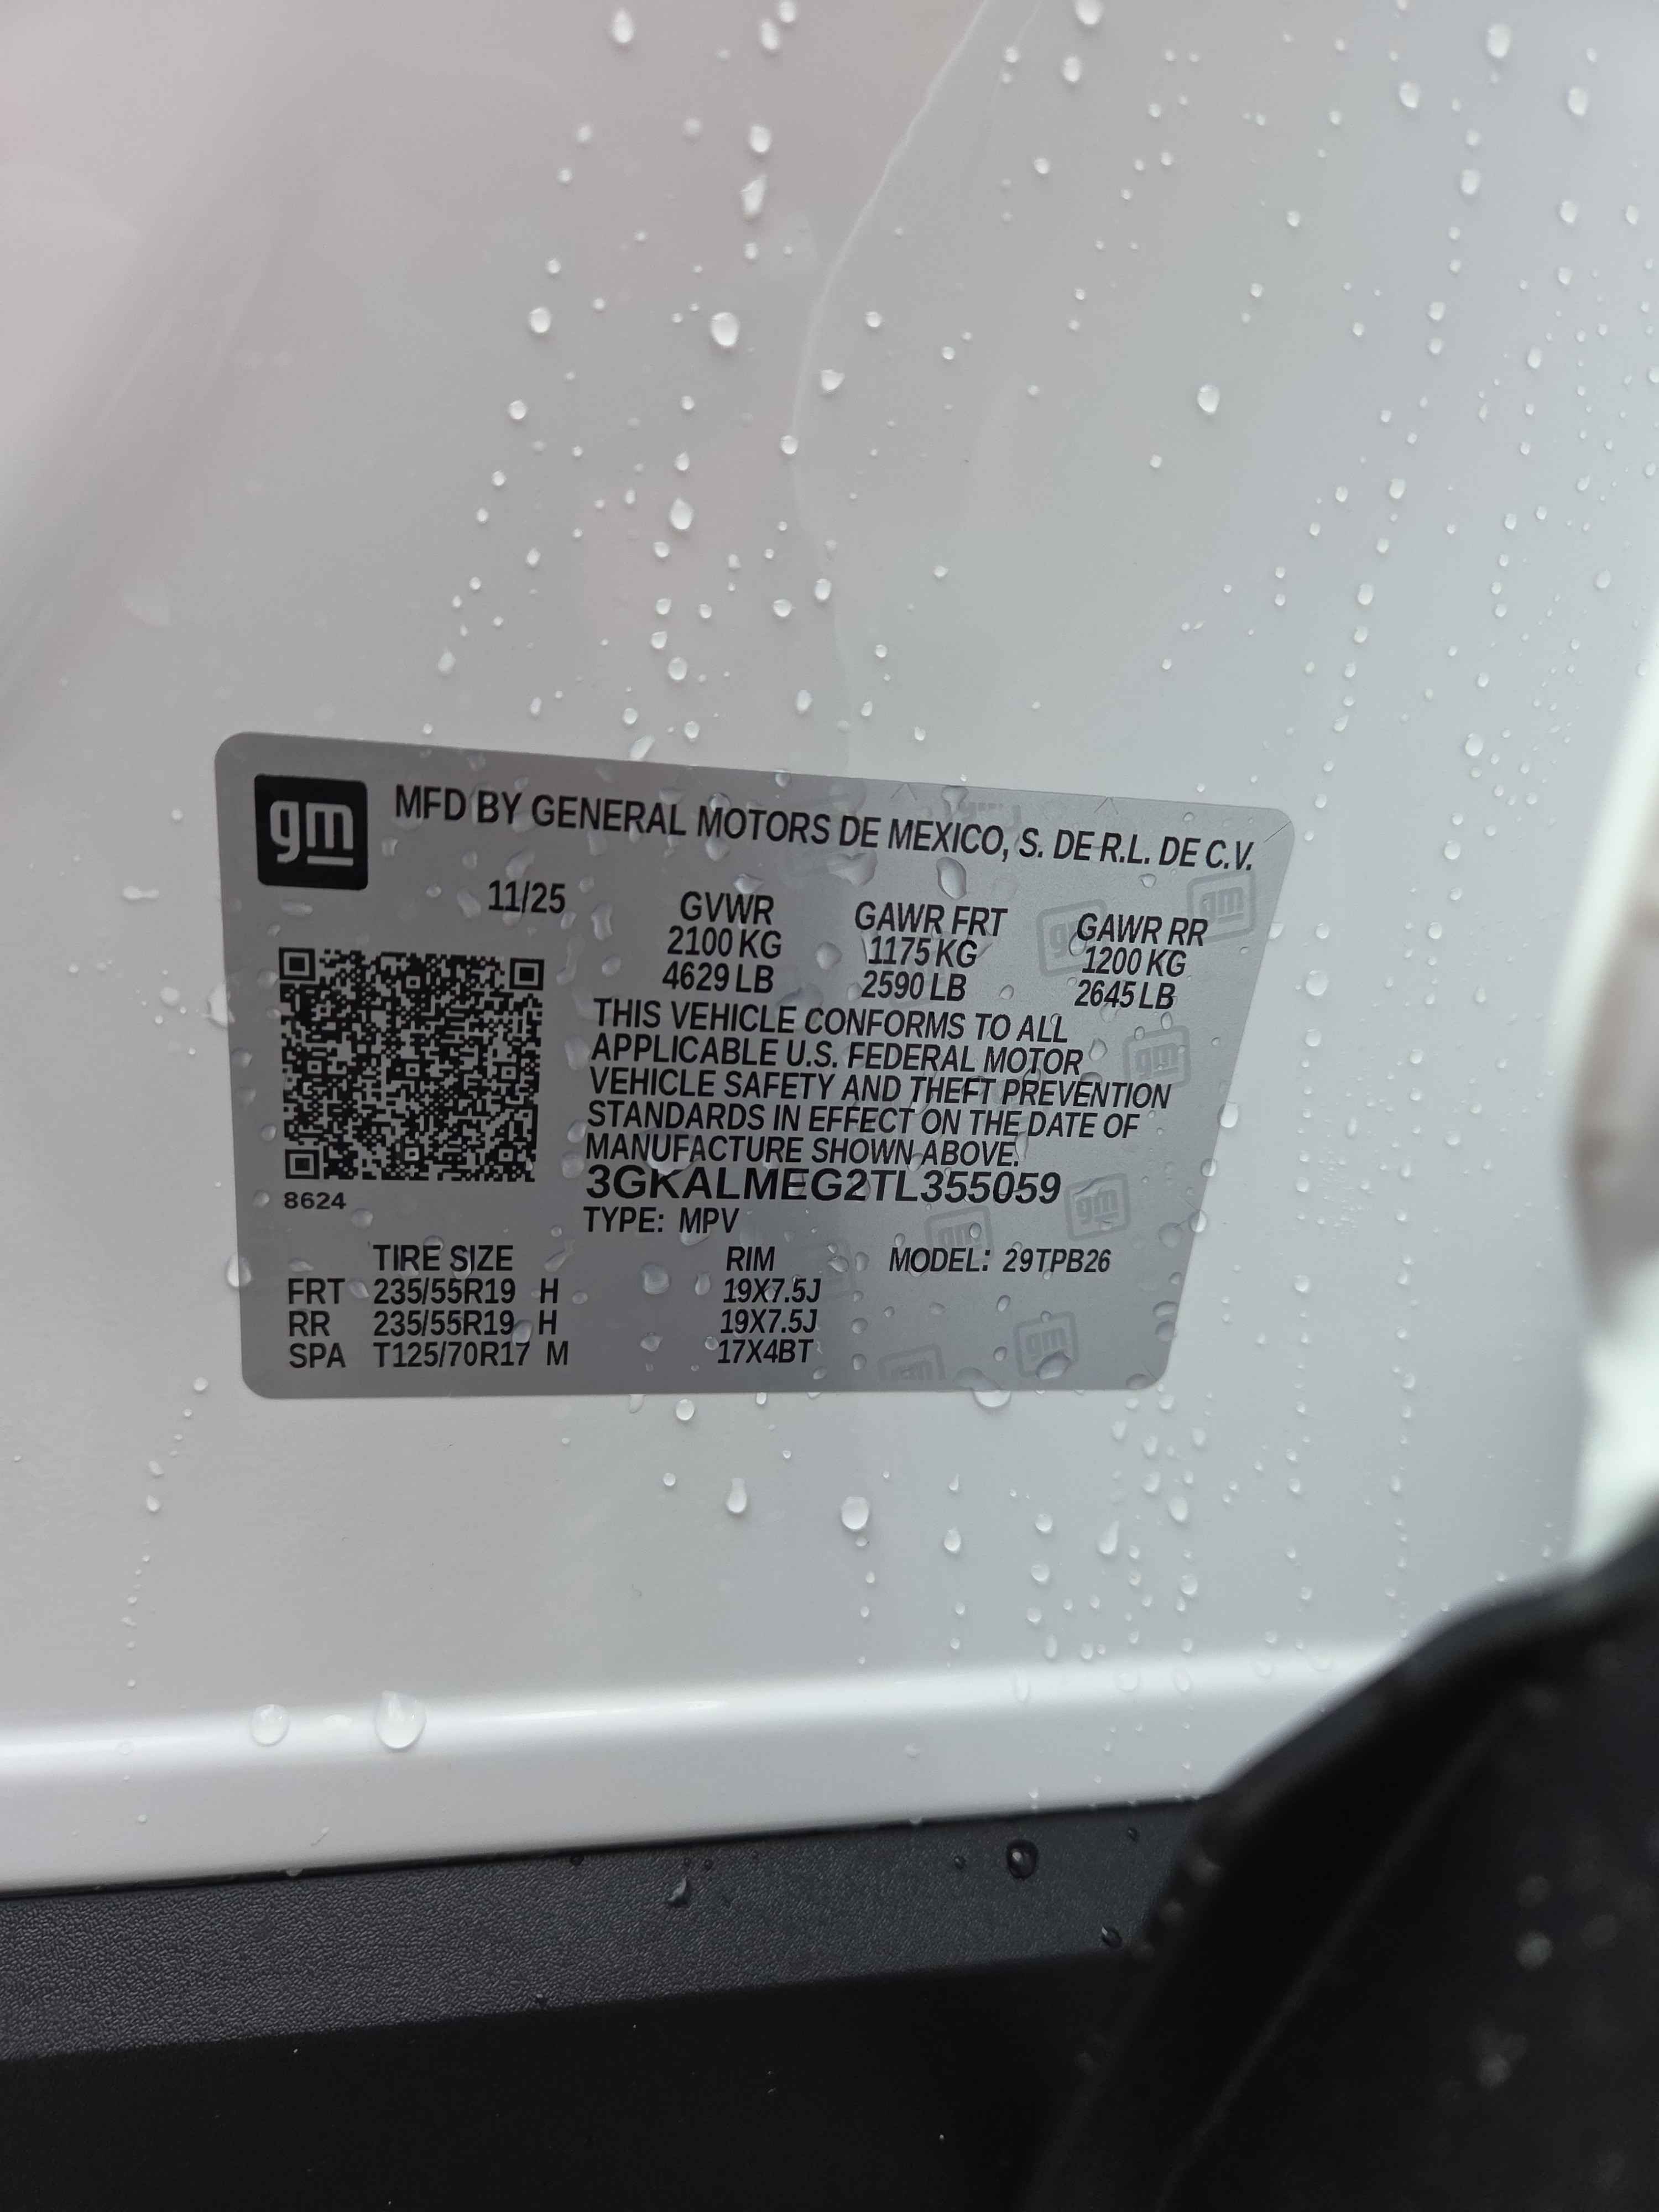 gm MFD BY GENERAL MOTORS DE MEXICO, S. DE R.L. DE C.V.
11/25 GVWR GAWR FRT GAWR RR
2100 KG 1175 KG 1200 KG
4629 LB 2590 LB 2645 LB
THIS VEHICLE CONFORMS TO ALL
APPLICABLE U.S. FEDERAL MOTOR
VEHICLE SAFETY AND THEFT PREVENTION
STANDARDS IN EFFECT ON THE DATE OF
MANUFACTURE SHOWN ABOVE.
3GKALMEG2TL355059
8624
TYPE: MPV
TIRE SIZE RIM MODEL: 29TPB26
FRT 235/55R19 H 19X7.5J
RR 235/55R19 H 19X7.5J
SPA T125/70R17 M 17X4BT